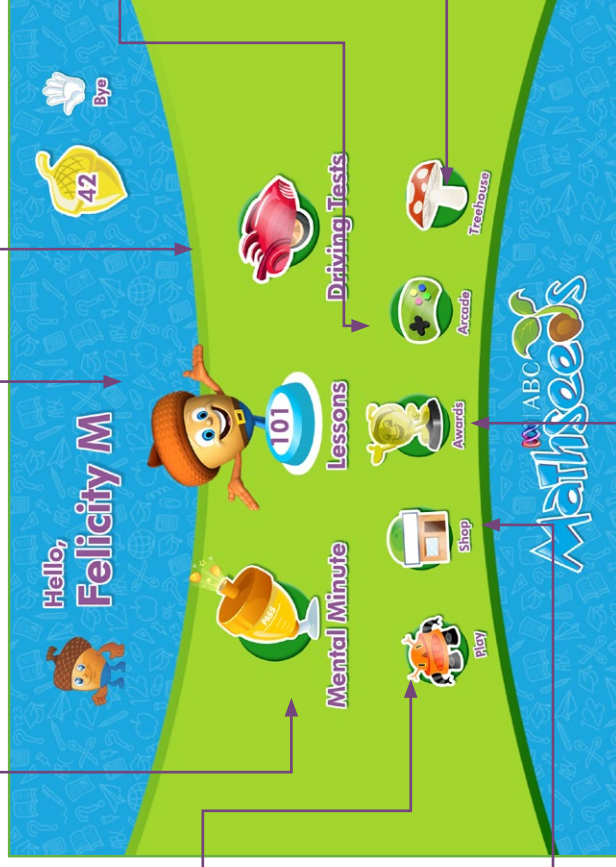 Hello,
Felicity M
42
Bye
Mental Minute
PASS
101
Lessons
Driving Tests
Play
Shop
Awards
Arcade
Treehouse
ABC
Mathseeds